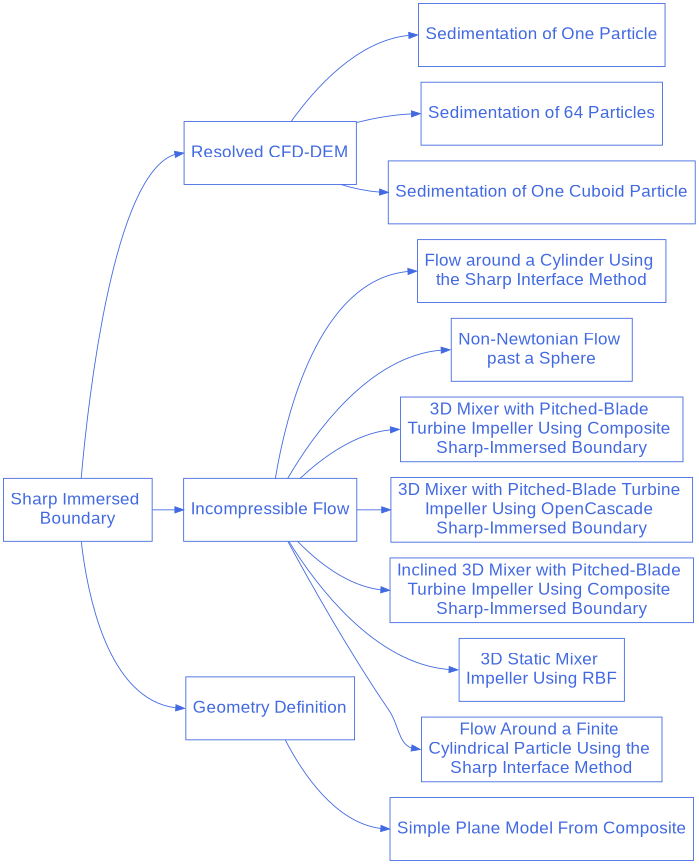 Sedimentation of One Particle
Sedimentation of 64 Particles
Resolved CFD-DEM
Sedimentation of One Cuboid Particle
Flow around a Cylinder Using
the Sharp Interface Method
Non-Newtonian Flow
past a Sphere
3D Mixer with Pitched-Blade
Turbine Impeller Using Composite
Sharp-Immersed Boundary
Sharp Immersed
Boundary
Incompressible Flow
3D Mixer with Pitched-Blade Turbine
Impeller Using OpenCascade
Sharp-Immersed Boundary
Inclined 3D Mixer with Pitched-Blade
Turbine Impeller Using Composite
Sharp-Immersed Boundary
3D Static Mixer
Impeller Using RBF
Geometry Definition
Flow Around a Finite
Cylindrical Particle Using the
Sharp Interface Method
Simple Plane Model From Composite